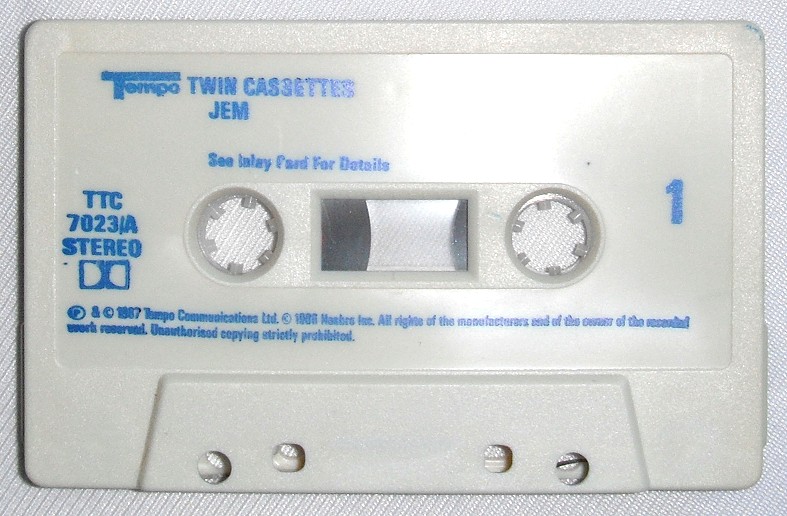 Tempo TWIN CASSETTES
JEM
See Inlay Card For Details
1
TTC
7023/A
STEREO
Ⓟ & © 1987 Tempo Communications Ltd. © 1986 Hasbro Inc. All rights of the manufacturers and of the owner of the recorded
work reserved. Unauthorised copying strictly prohibited.